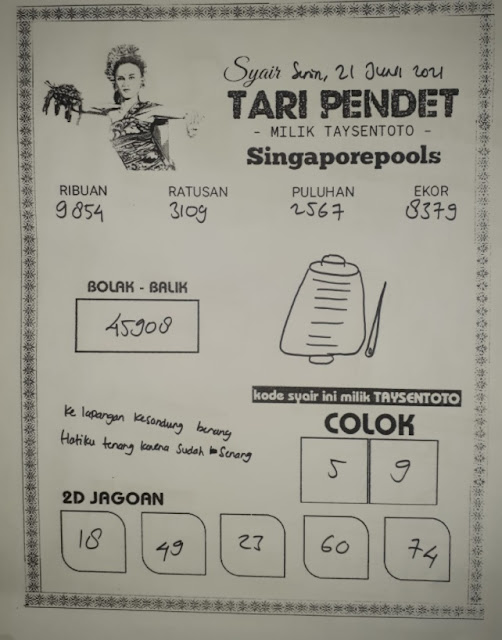 Syair Senin, 21 Juni 2021
TARI PENDET
- MILIK TAYSENTOTO -
Singaporepools
RIBUAN RATUSAN PULUHAN EKOR
9854 3109 2567 8379
BOLAK - BALIK
45908
kode syair ini milik TAYSENTOTO
COLOK
5 9
Ke lapangan kesandung benang
Hatiku tenang karena sudah Senang
2D JAGOAN
18 49 23 60 74